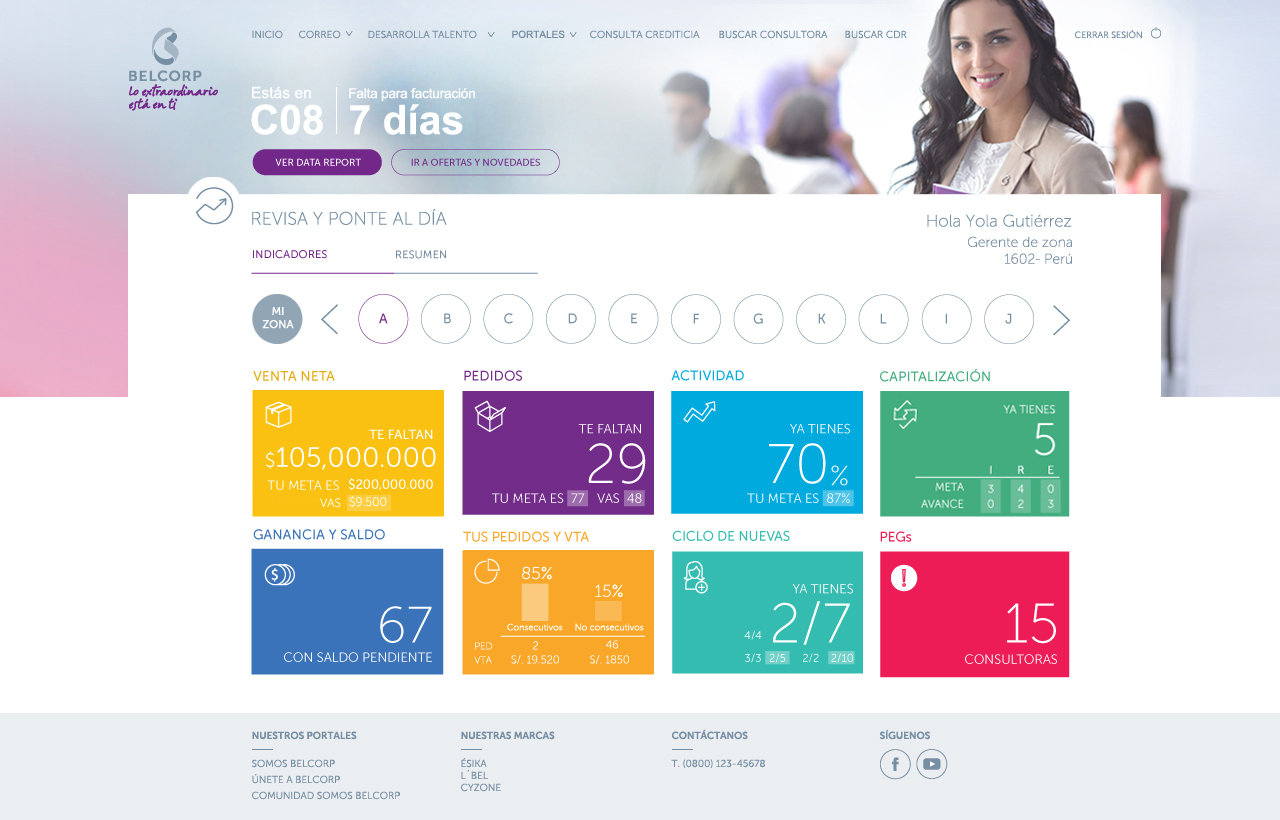 INICIO CORREO DESARROLLA TALENTO PORTALES CONSULTA CREDITICIA BUSCAR CONSULTORA BUSCAR CDR CERRAR SESIÓN
BELCORP
Lo extraordinario
está en ti
Estás en
C08
Falta para facturación
7 días
VER DATA REPORT IR A OFERTAS Y NOVEDADES
REVISA Y PONTE AL DÍA
Hola Yola Gutiérrez
Gerente de zona
1602- Perú
INDICADORES RESUMEN
MI
ZONA
A B C D E F G K L I J
VENTA NETA
TE FALTAN
$105,000.000
TU META ES $200,000.000
VAS $9.500
PEDIDOS
TE FALTAN
29
TU META ES 77 VAS 48
ACTIVIDAD
YA TIENES
70%
TU META ES 87%
CAPITALIZACIÓN
YA TIENES
5
I R E
META 3 4 0
AVANCE 0 2 3
GANANCIA Y SALDO
$
67
CON SALDO PENDIENTE
TUS PEDIDOS Y VTA
85% 15%
Consecutivos No consecutivos
PED 2 46
VTA S/. 19.520 S/. 1850
CICLO DE NUEVAS
YA TIENES
4/4 2/7
3/3 2/5 2/2 2/10
PEGs
!
15
CONSULTORAS
NUESTROS PORTALES
SOMOS BELCORP
ÚNETE A BELCORP
COMUNIDAD SOMOS BELCORP
NUESTRAS MARCAS
ÉSIKA
L´BEL
CYZONE
CONTÁCTANOS
T. (0800) 123-45678
SÍGUENOS
f